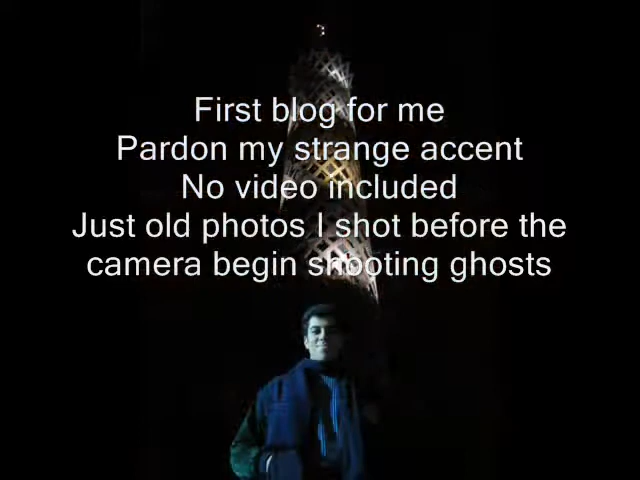 First blog for me
Pardon my strange accent
No video included
Just old photos I shot before the
camera begin shooting ghosts